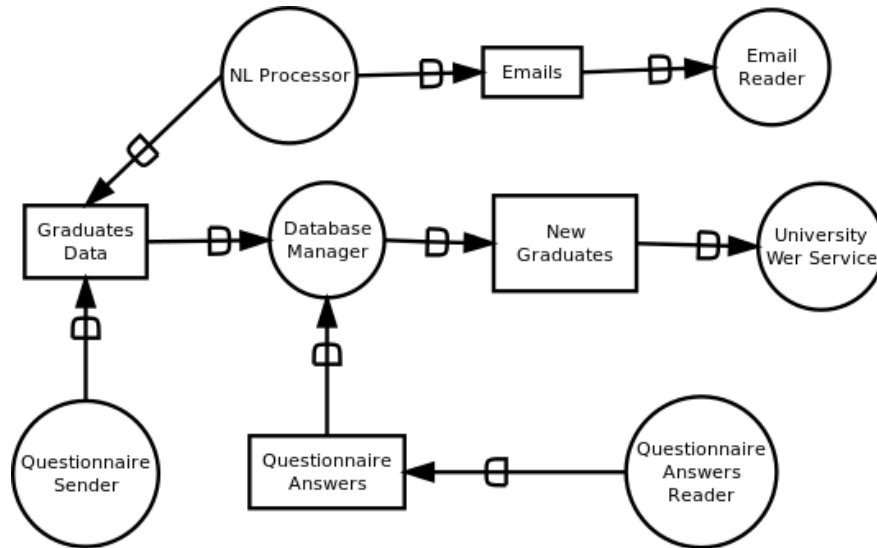 NL Processor
Emails
Email
Reader
Graduates
Data
Database
Manager
New
Graduates
University
Wer Service
Questionnaire
Sender
Questionnaire
Answers
Questionnaire
Answers
Reader
D
D
D
D
D
D
D
D
D